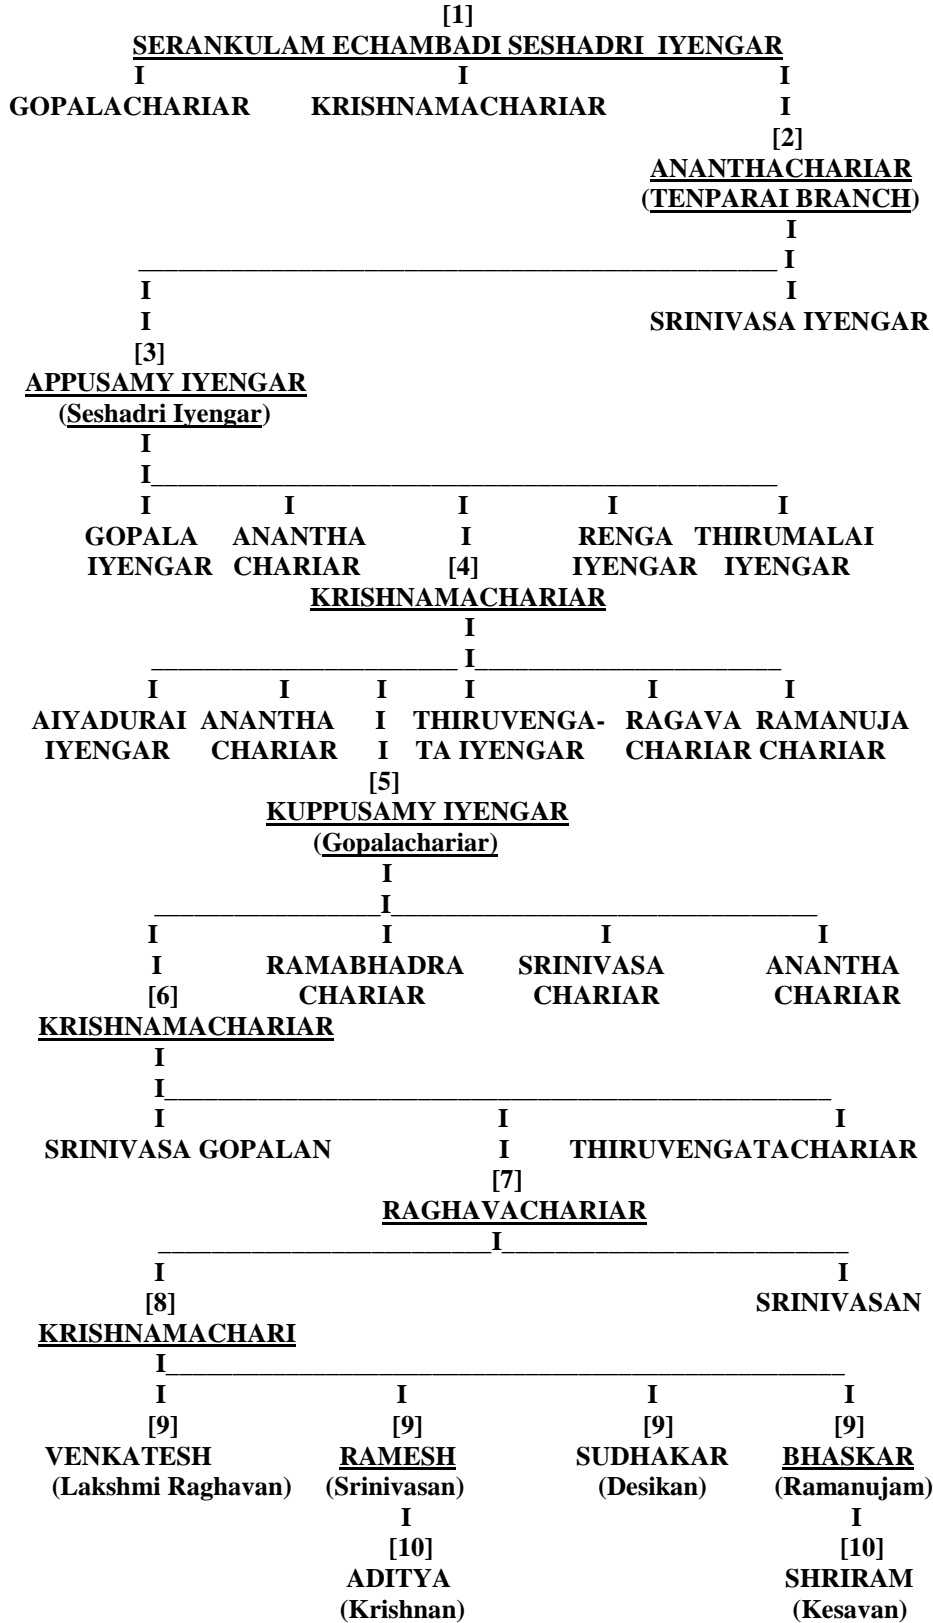 [1]
SERANKULAM ECHAMBADI SESHADRI IYENGAR
I I I
GOPALACHARIAR KRISHNAMACHARIAR I
[2]
ANANTHACHARIAR
(TENPARAI BRANCH)
I
I
I I
I SRINIVASA IYENGAR
[3]
APPUSAMY IYENGAR
(Seshadri Iyengar)
I
I
I I I I I
GOPALA ANANTHA I RENGA THIRUMALAI
IYENGAR CHARIAR [4] IYENGAR IYENGAR
KRISHNAMACHARIAR
I
I
I I I I I I
AIYADURAI ANANTHA I THIRUVENGA- RAGAVA RAMANUJA
IYENGAR CHARIAR I TA IYENGAR CHARIAR CHARIAR
[5]
KUPPUSAMY IYENGAR
(Gopalachariar)
I
I
I I I I
I RAMABHADRA SRINIVASA ANANTHA
[6] CHARIAR CHARIAR CHARIAR
KRISHNAMACHARIAR
I
I
I I I
SRINIVASA GOPALAN I THIRUVENGATACHARIAR
[7]
RAGHAVACHARIAR
I
I I
[8] SRINIVASAN
KRISHNAMACHARI
I
I I I I
[9] [9] [9] [9]
VENKATESH RAMESH SUDHAKAR BHASKAR
(Lakshmi Raghavan) (Srinivasan) (Desikan) (Ramanujam)
I I
[10] [10]
ADITYA SHRIRAM
(Krishnan) (Kesavan)